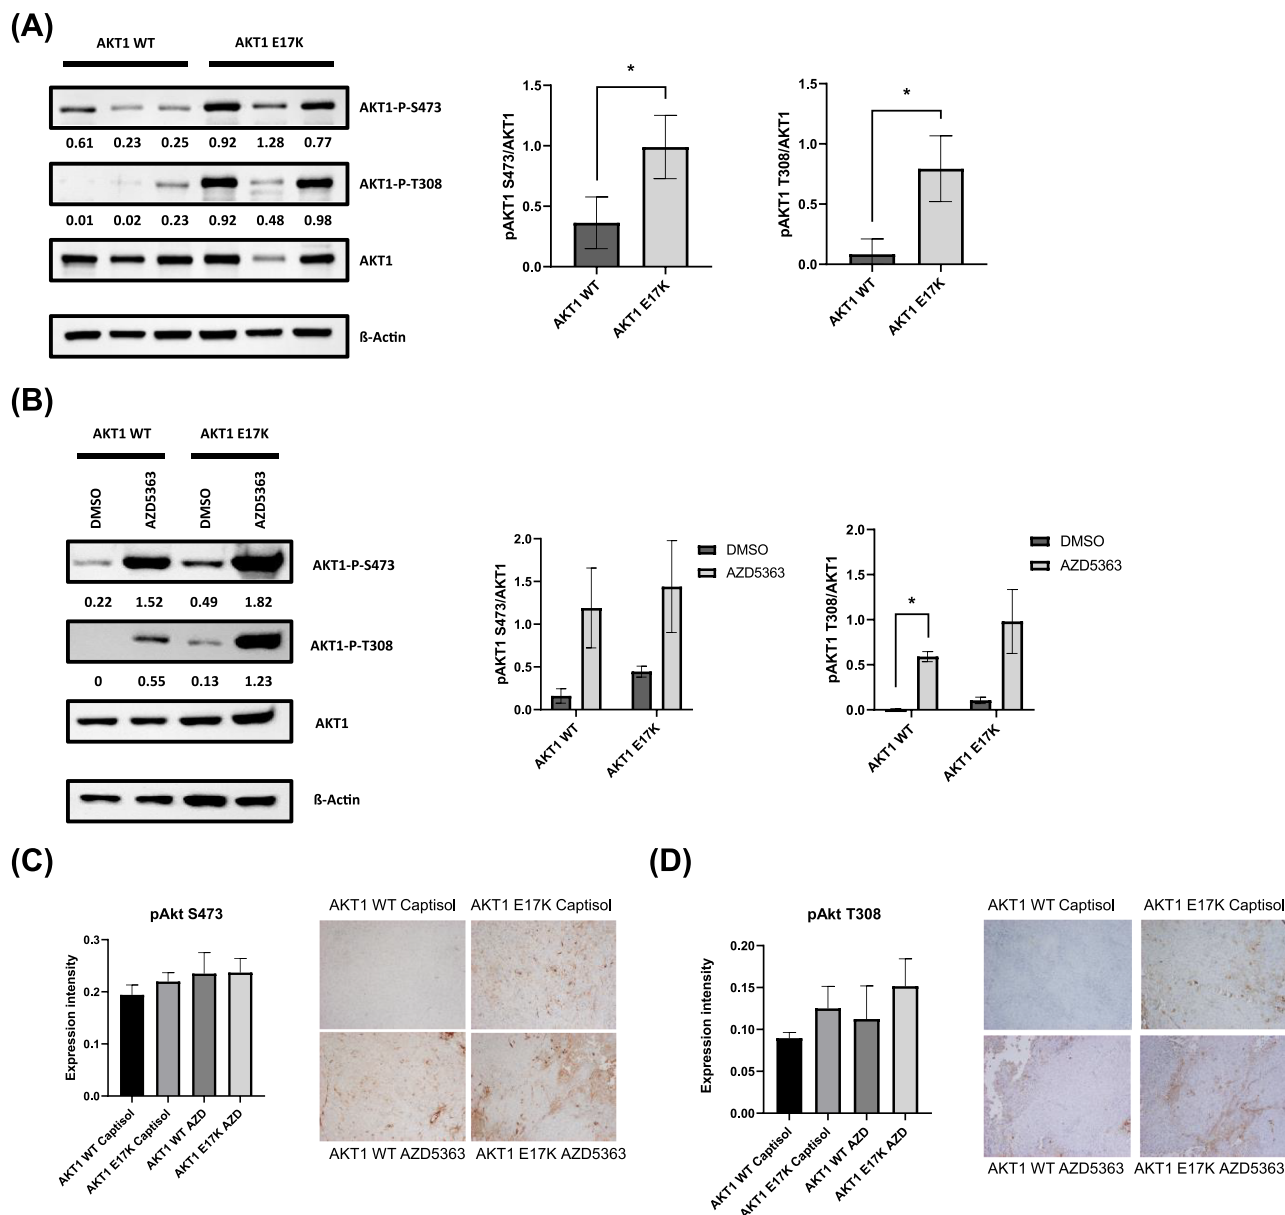 (A)
AKT1 WT AKT1 E17K
AKT1-P-S473
0.61 0.23 0.25 0.92 1.28 0.77
AKT1-P-T308
0.01 0.02 0.23 0.92 0.48 0.98
AKT1
ß-Actin
pAKT1 S473/AKT1
1.5
1.0
0.5
0.0
*
AKT1 WT
AKT1 E17K
pAKT1 T308/AKT1
1.5
1.0
0.5
0.0
*
AKT1 WT
AKT1 E17K
(B)
AKT1 WT AKT1 E17K
DMSO AZD5363 DMSO AZD5363
AKT1-P-S473
0.22 1.52 0.49 1.82
AKT1-P-T308
0 0.55 0.13 1.23
AKT1
ß-Actin
pAKT1 S473/AKT1
2.0
1.5
1.0
0.5
0.0
DMSO
AZD5363
AKT1 WT
AKT1 E17K
pAKT1 T308/AKT1
2.0
1.5
1.0
0.5
0.0
*
DMSO
AZD5363
AKT1 WT
AKT1 E17K
(C)
pAkt S473
Expression intensity
0.3
0.2
0.1
0.0
AKT1 WT Captisol
AKT1 E17K Captisol
AKT1 WT AZD
AKT1 E17K AZD
AKT1 WT Captisol AKT1 E17K Captisol
AKT1 WT AZD5363 AKT1 E17K AZD5363
(D)
pAkt T308
Expression intensity
0.20
0.15
0.10
0.05
0.00
AKT1 WT Captisol
AKT1 E17K Captisol
AKT1 WT AZD
AKT1 E17K AZD
AKT1 WT Captisol AKT1 E17K Captisol
AKT1 WT AZD5363 AKT1 E17K AZD5363